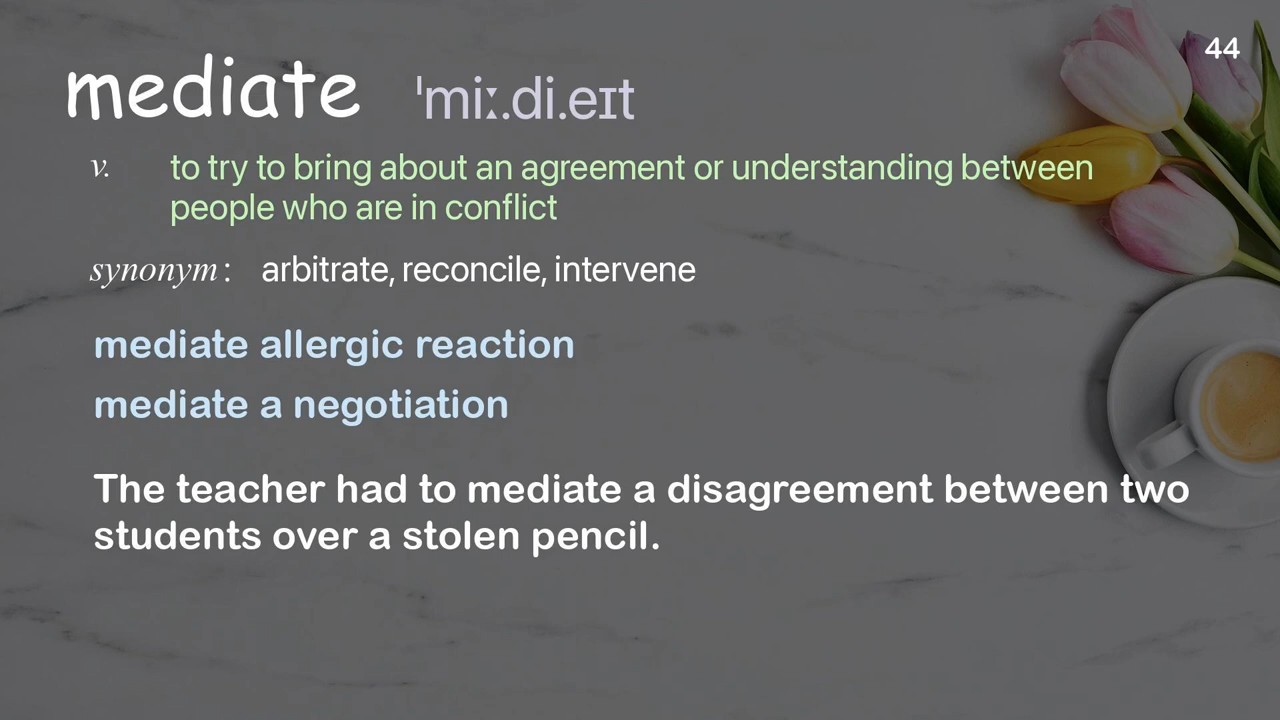 44
mediate ˈmiː.di.eɪt
v. to try to bring about an agreement or understanding between
people who are in conflict
synonym: arbitrate, reconcile, intervene
mediate allergic reaction
mediate a negotiation
The teacher had to mediate a disagreement between two
students over a stolen pencil.